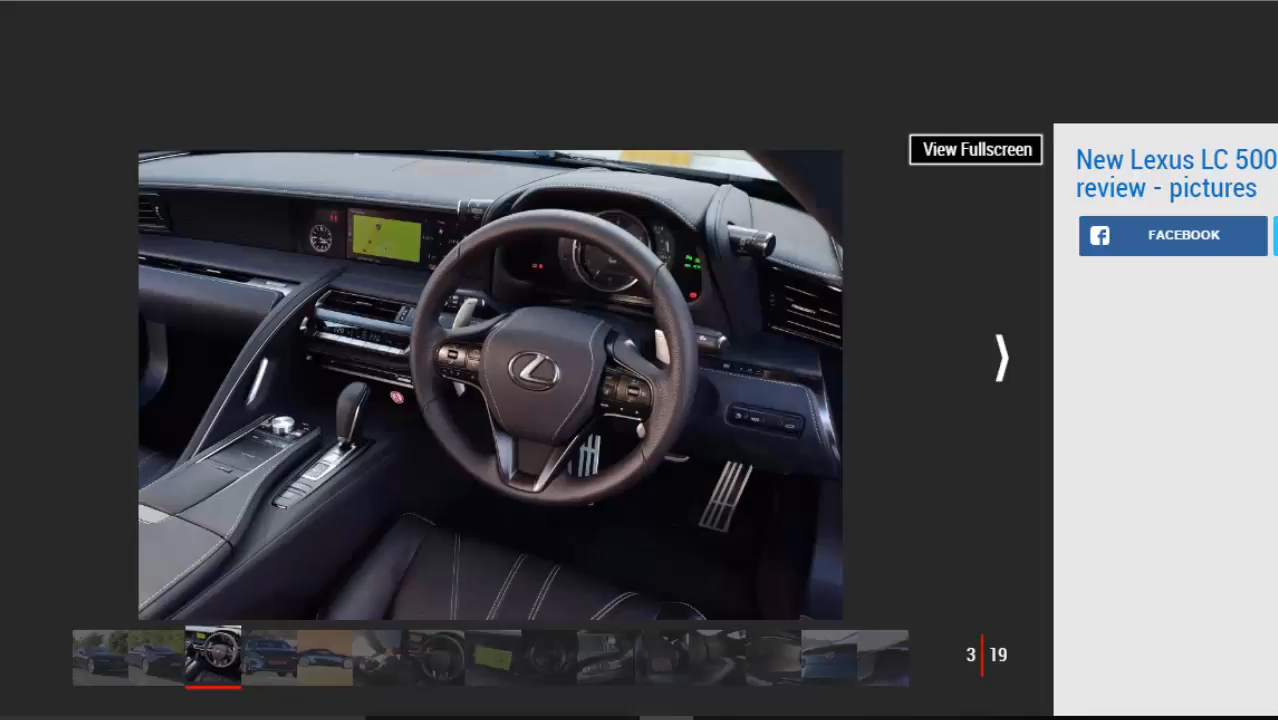 View Fullscreen
New Lexus LC 500
review - pictures
FACEBOOK
3 19